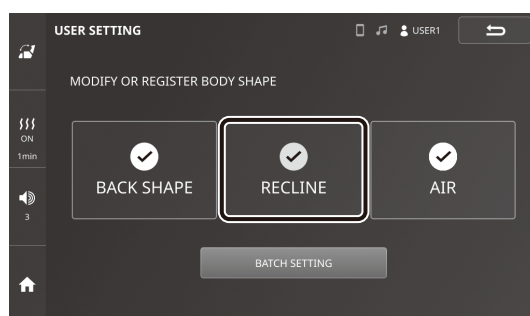 USER SETTING
USER1
MODIFY OR REGISTER BODY SHAPE
ON
1min
3
BACK SHAPE
RECLINE
AIR
BATCH SETTING